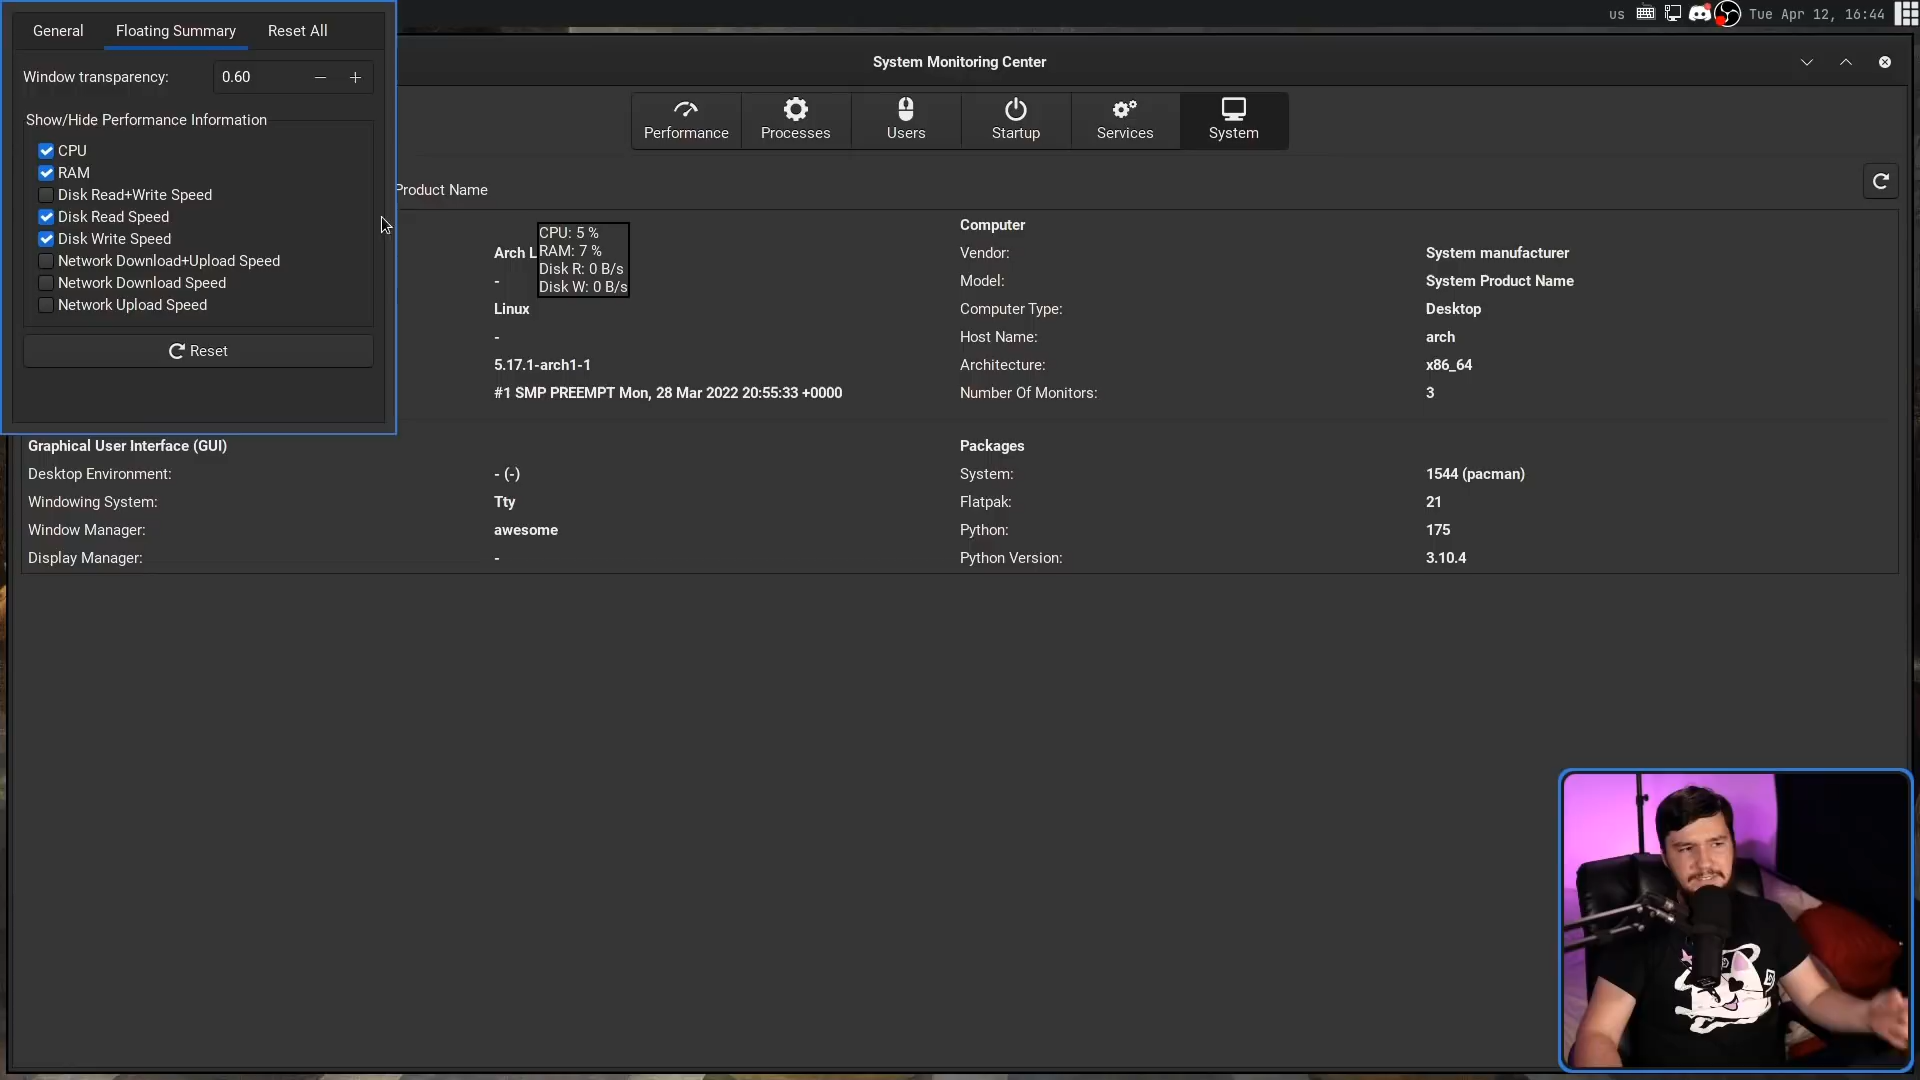 General Floating Summary Reset All
us Tue Apr 12, 16:44
Window transparency: 0.60 − +
System Monitoring Center
Show/Hide Performance Information
CPU
RAM
Disk Read+Write Speed
Disk Read Speed
Disk Write Speed
Network Download+Upload Speed
Network Download Speed
Network Upload Speed
Reset
Performance Processes Users Startup Services System
Product Name
Arch L
-
Linux
-
5.17.1-arch1-1
#1 SMP PREEMPT Mon, 28 Mar 2022 20:55:33 +0000
CPU: 5 %
RAM: 7 %
Disk R: 0 B/s
Disk W: 0 B/s
Computer
Vendor: System manufacturer
Model: System Product Name
Computer Type: Desktop
Host Name: arch
Architecture: x86_64
Number Of Monitors: 3
Graphical User Interface (GUI)
Desktop Environment: - (-)
Windowing System: Tty
Window Manager: awesome
Display Manager: -
Packages
System: 1544 (pacman)
Flatpak: 21
Python: 175
Python Version: 3.10.4